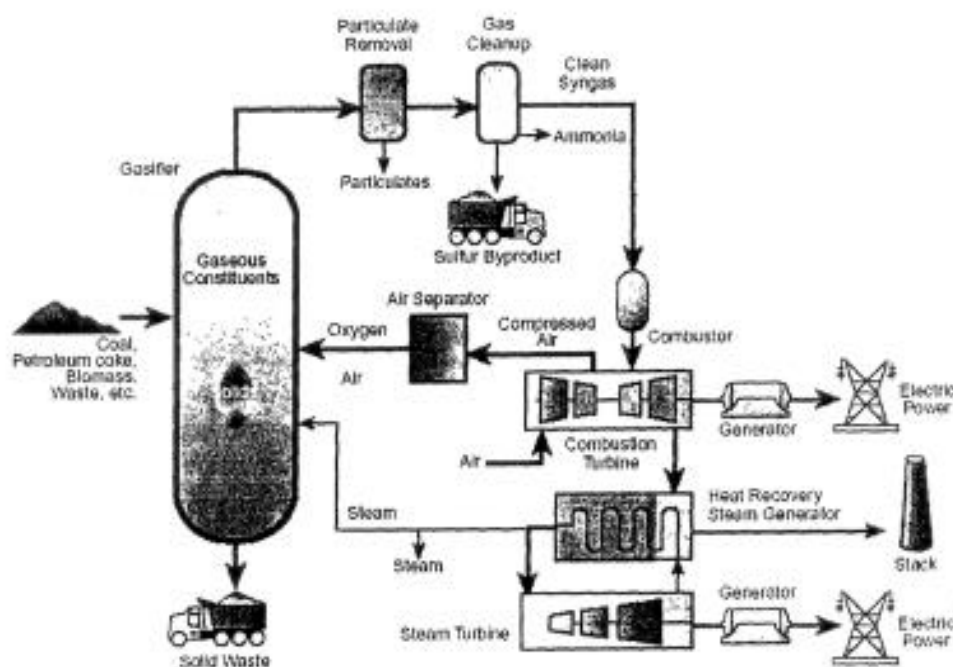 Particulate
Removal
Gas
Cleanup
Clean
Syngas
Ammonia
Gasifier
Particulates
Sulfur Byproduct
Gaseous
Constituents
Air Separator
Oxygen
Compressed
Air
Combustor
Air
Coal,
Petroleum coke,
Biomass,
Waste, etc.
Electric
Power
Generator
Air
Combustion
Turbine
Heat Recovery
Steam Generator
Steam
Steam
Stack
Generator
Steam Turbine
Electric
Power
Solid Waste